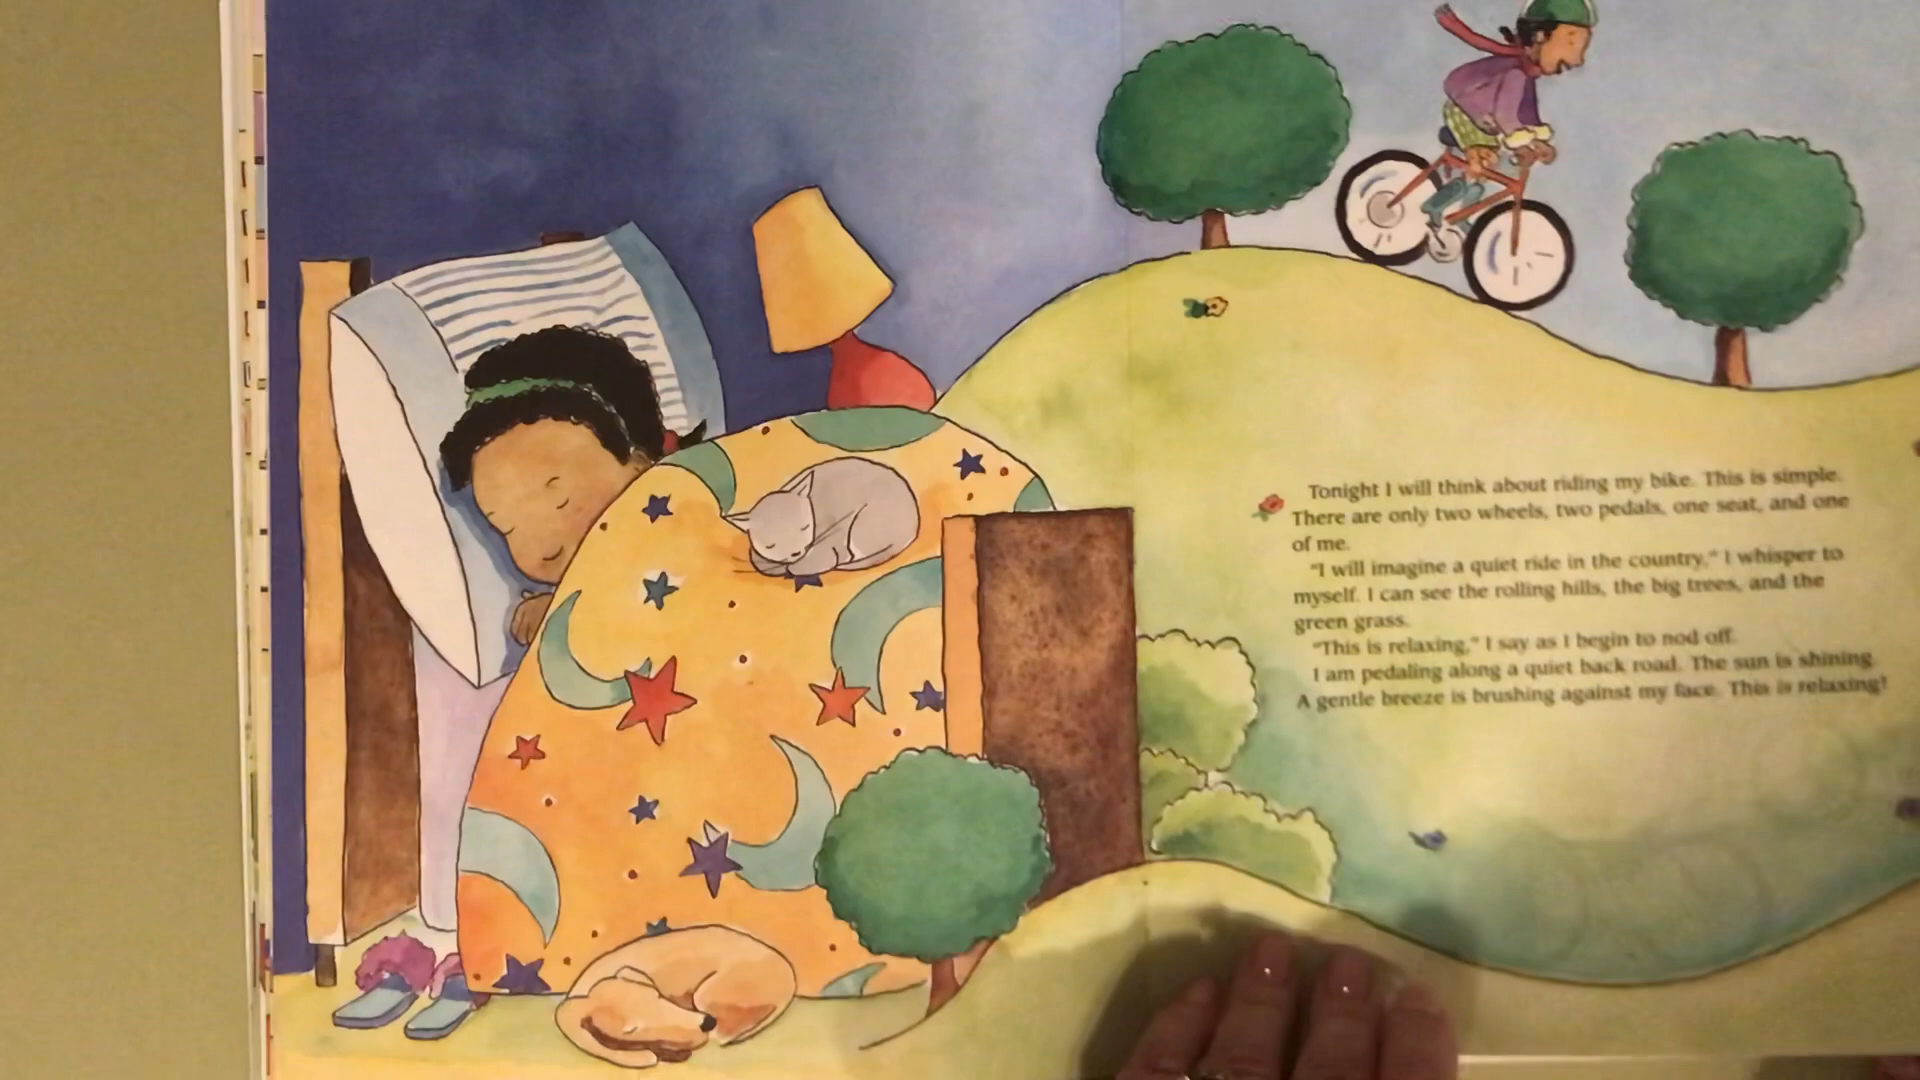 Tonight I will think about riding my bike. This is simple.
There are only two wheels, two pedals, one seat, and one
of me.
"I will imagine a quiet ride in the country," I whisper to
myself. I can see the rolling hills, the big trees, and the
green grass.
"This is relaxing," I say as I begin to nod off.
I am pedaling along a quiet back road. The sun is shining.
A gentle breeze is brushing against my face. This is relaxing!